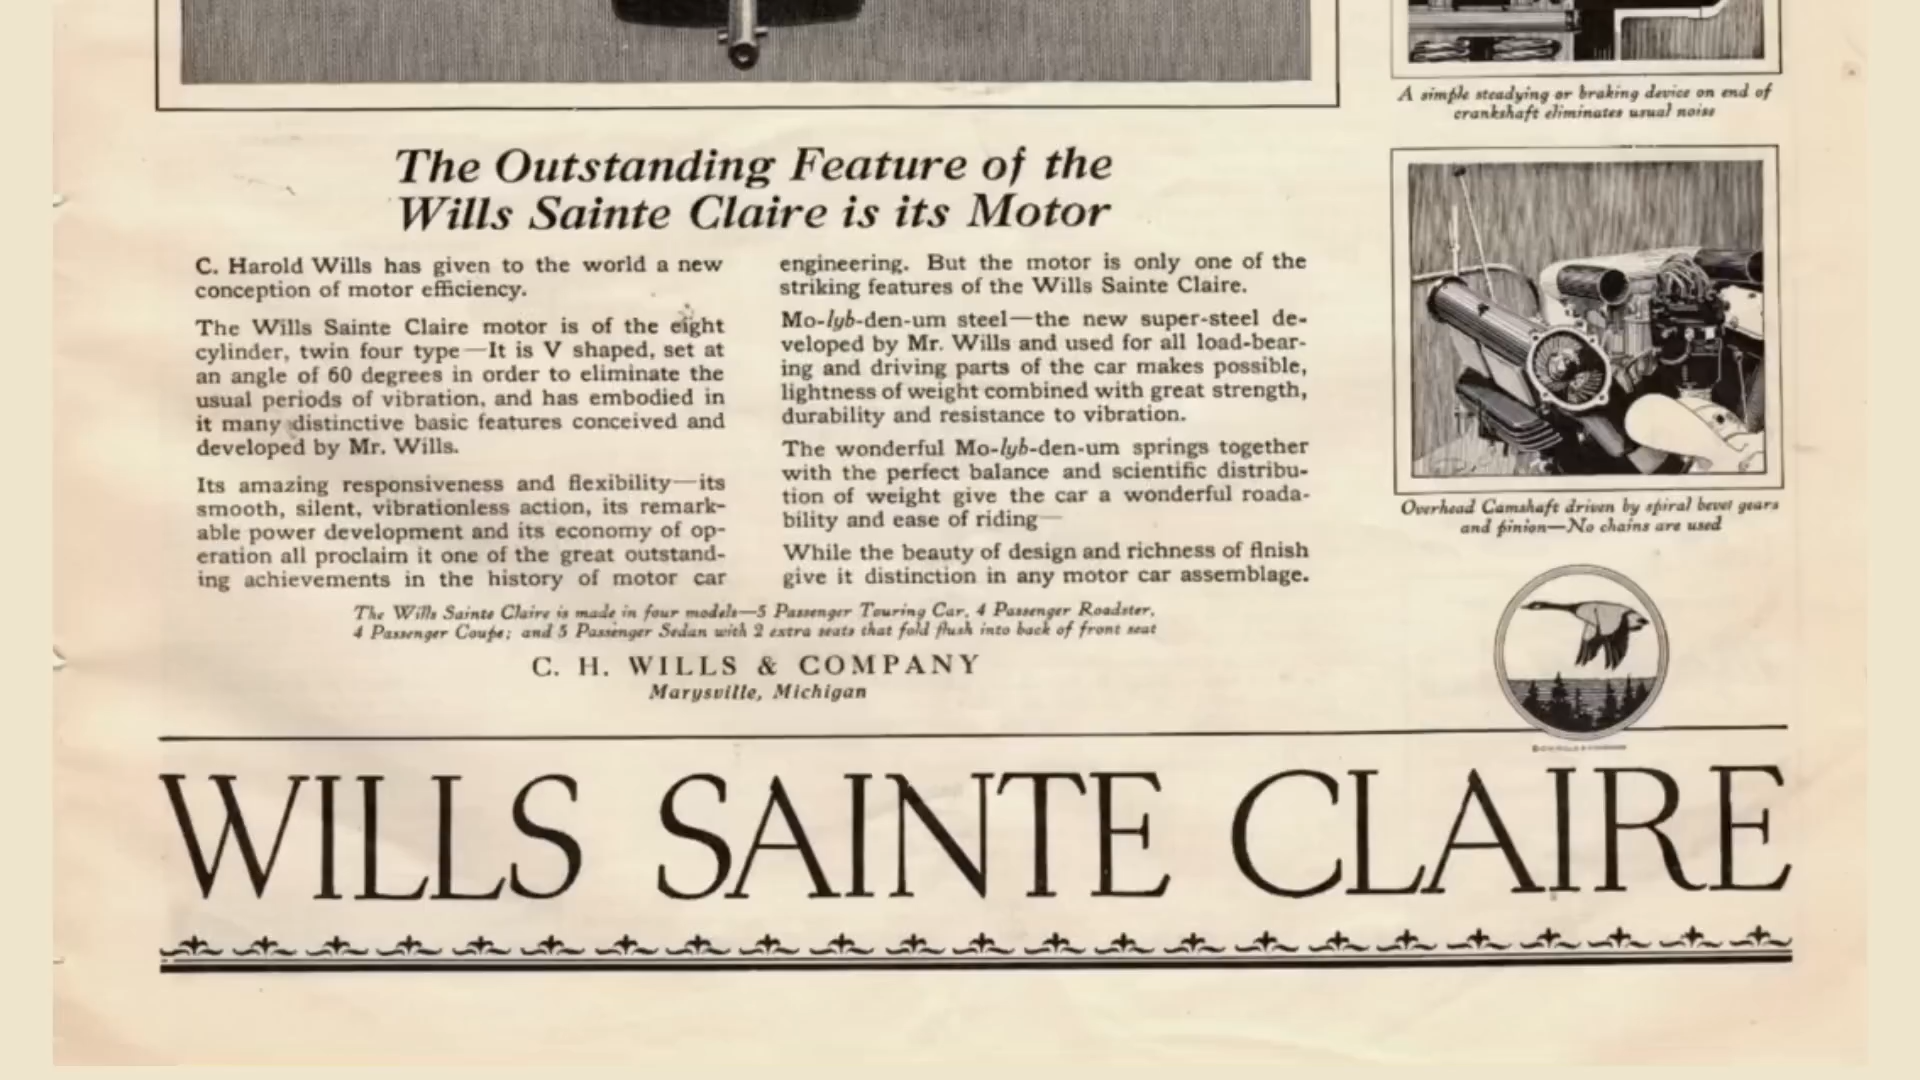 A simple steadying or braking device on end of
crankshaft eliminates usual noise
The Outstanding Feature of the
Wills Sainte Claire is its Motor
C. Harold Wills has given to the world a new
conception of motor efficiency.
The Wills Sainte Claire motor is of the eight
cylinder, twin four type—It is V shaped, set at
an angle of 60 degrees in order to eliminate the
usual periods of vibration, and has embodied in
it many distinctive basic features conceived and
developed by Mr. Wills.
Its amazing responsiveness and flexibility—its
smooth, silent, vibrationless action, its remark-
able power development and its economy of op-
eration all proclaim it one of the great outstand-
ing achievements in the history of motor car
engineering. But the motor is only one of the
striking features of the Wills Sainte Claire.
Mo-lyb-den-um steel—the new super-steel de-
veloped by Mr. Wills and used for all load-bear-
ing and driving parts of the car makes possible,
lightness of weight combined with great strength,
durability and resistance to vibration.
The wonderful Mo-lyb-den-um springs together
with the perfect balance and scientific distribu-
tion of weight give the car a wonderful roada-
bility and ease of riding—
While the beauty of design and richness of finish
give it distinction in any motor car assemblage.
Overhead Camshaft driven by spiral bevel gears
and pinion—No chains are used
The Wills Sainte Claire is made in four models—5 Passenger Touring Car, 4 Passenger Roadster,
4 Passenger Coupe; and 5 Passenger Sedan with 2 extra seats that fold flush into back of front seat
C. H. WILLS & COMPANY
Marysville, Michigan
WILLS SAINTE CLAIRE